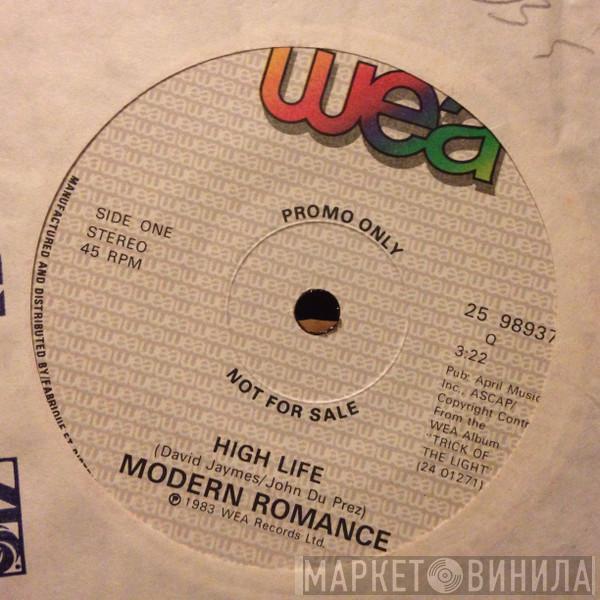 wea
PROMO ONLY
SIDE ONE
STEREO
45 RPM
25 98937
Q
3:22
Pub: April Music
Inc., ASCAP/
Copyright Contr
From the
WEA Album
"TRICK OF
THE LIGHT"
(24 01271)
NOT FOR SALE
HIGH LIFE
(David Jaymes/John Du Prez)
MODERN ROMANCE
℗ 1983 WEA Records Ltd.
MANUFACTURED AND DISTRIBUTED BY/FABRIQUE ET
МАРКЕТ ВИНИЛА